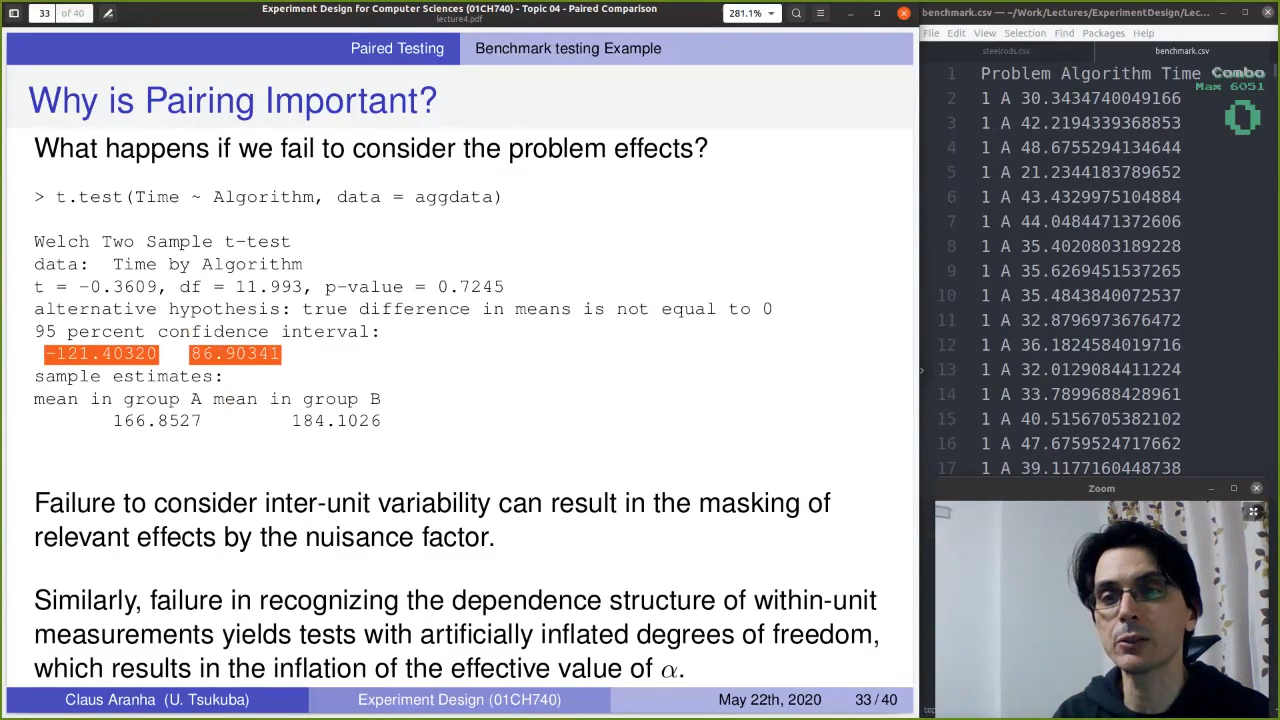 33 of 40
Experiment Design for Computer Sciences (01CH740) - Topic 04 - Paired Comparison
lecture4.pdf
281.1%
Paired Testing
Benchmark testing Example
Why is Pairing Important?
What happens if we fail to consider the problem effects?
> t.test(Time ~ Algorithm, data = aggdata)
Welch Two Sample t-test
data: Time by Algorithm
t = -0.3609, df = 11.993, p-value = 0.7245
alternative hypothesis: true difference in means is not equal to 0
95 percent confidence interval:
-121.40320 86.90341
sample estimates:
mean in group A mean in group B
166.8527 184.1026
Failure to consider inter-unit variability can result in the masking of
relevant effects by the nuisance factor.
Similarly, failure in recognizing the dependence structure of within-unit
measurements yields tests with artificially inflated degrees of freedom,
which results in the inflation of the effective value of α.
Claus Aranha (U. Tsukuba)
Experiment Design (01CH740)
May 22th, 2020
33 / 40
benchmark.csv — ~/Work/Lectures/ExperimentDesign/Lec...
File Edit View Selection Find Packages Help
steelrods.csv
benchmark.csv
1 Problem Algorithm Time
Combo
Max 6051
0
2 1 A 30.3434740049166
3 1 A 42.2194339368853
4 1 A 48.6755294134644
5 1 A 21.2344183789652
6 1 A 43.4329975104884
7 1 A 44.0484471372606
8 1 A 35.4020803189228
9 1 A 35.6269451537265
10 1 A 35.4843840072537
11 1 A 32.8796973676472
12 1 A 36.1824584019716
13 1 A 32.0129084411224
14 1 A 33.7899688428961
15 1 A 40.5156705382102
16 1 A 47.6759524717662
17 1 A 39.1177160448738
Zoom